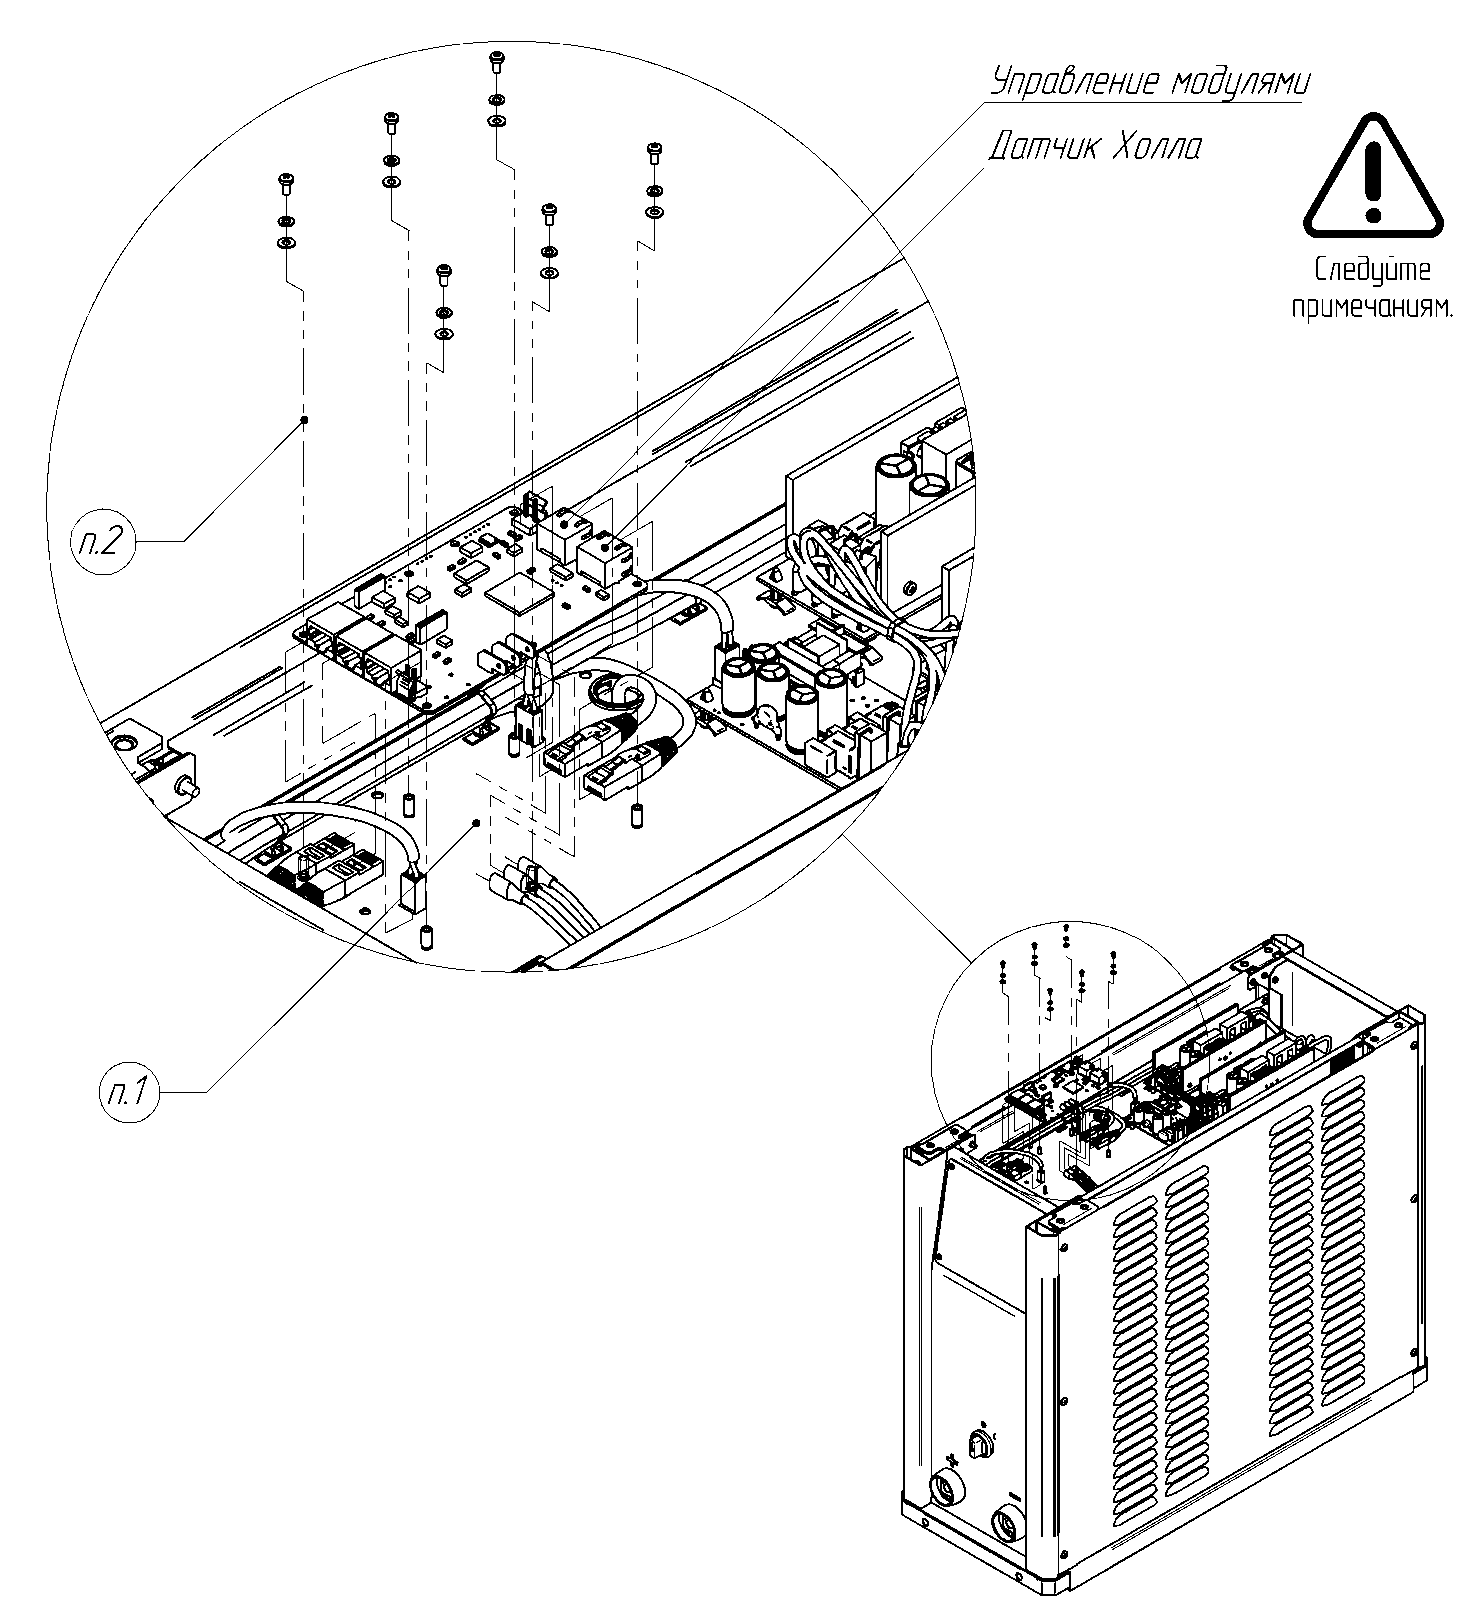 Управление модулями
Датчик Холла
Следуйте
примечаниям.
п.2
п.1